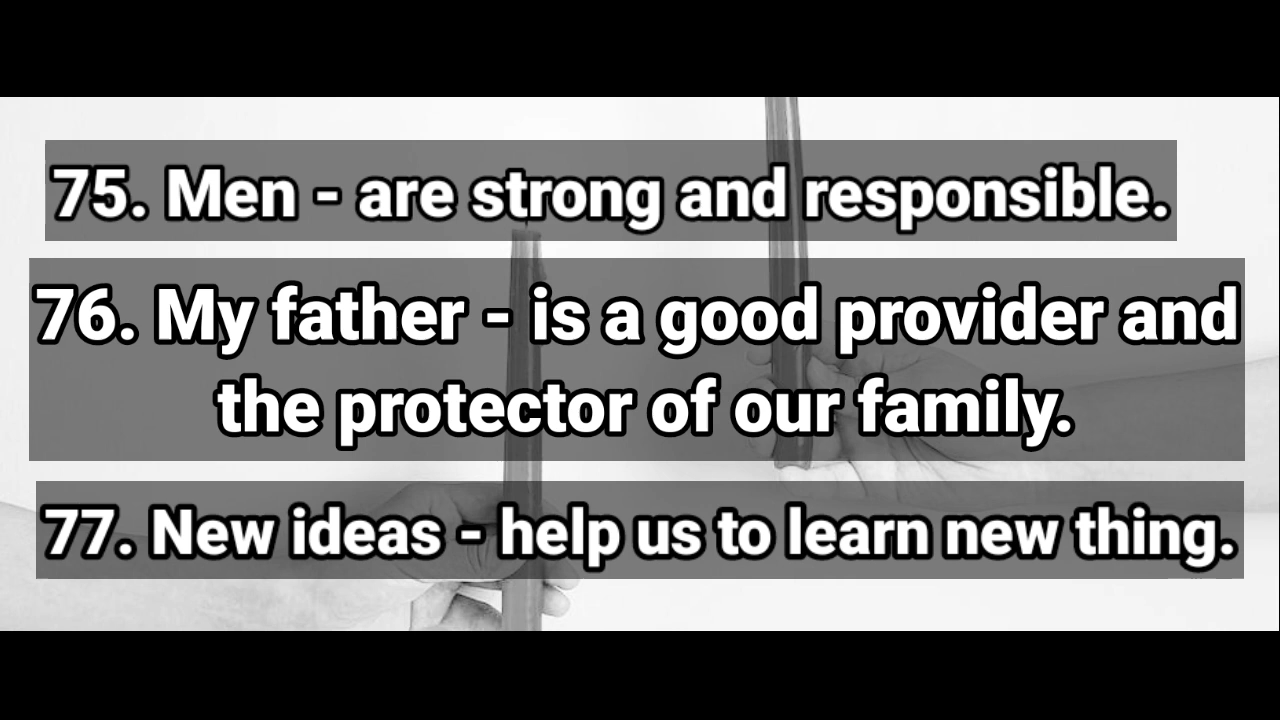 75. Men - are strong and responsible.
76. My father - is a good provider and
the protector of our family.
77. New ideas - help us to learn new thing.